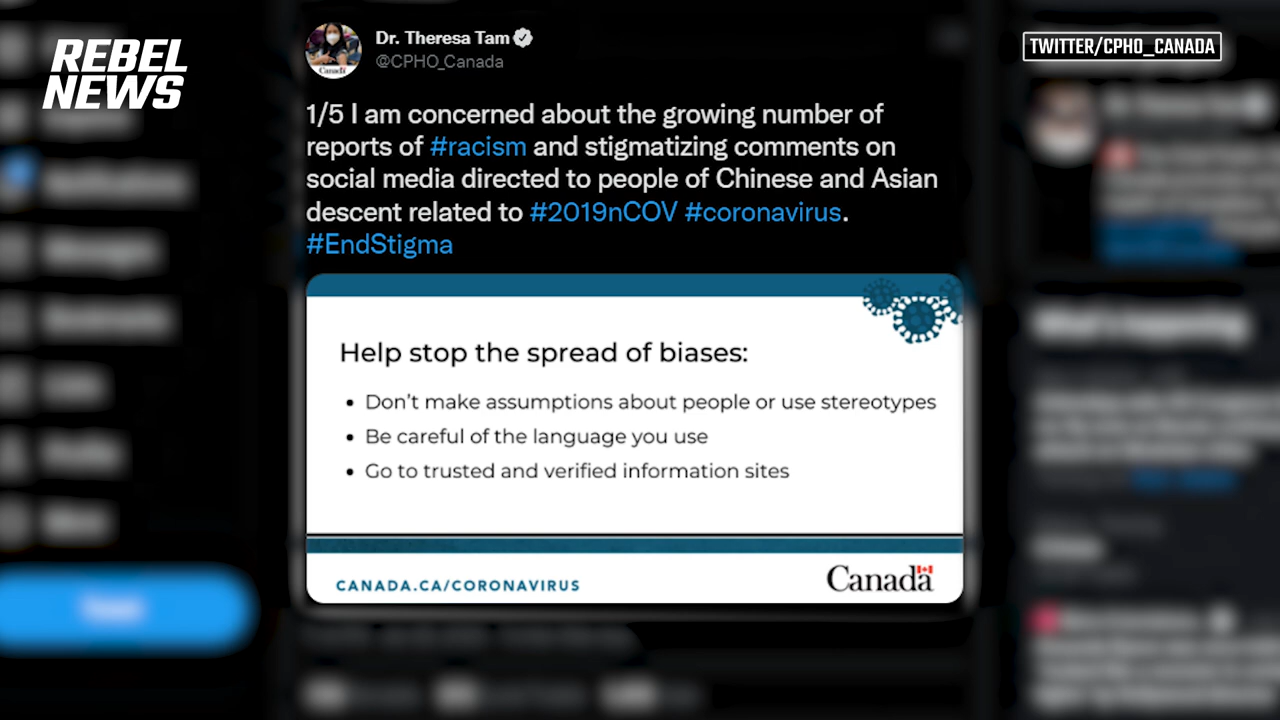 REBEL
NEWS
TWITTER/CPHO_CANADA
Dr. Theresa Tam
@CPHO_Canada
Canada
1/5 I am concerned about the growing number of
reports of #racism and stigmatizing comments on
social media directed to people of Chinese and Asian
descent related to #2019nCOV #coronavirus.
#EndStigma
Help stop the spread of biases:
• Don't make assumptions about people or use stereotypes
• Be careful of the language you use
• Go to trusted and verified information sites
CANADA.CA/CORONAVIRUS
Canada